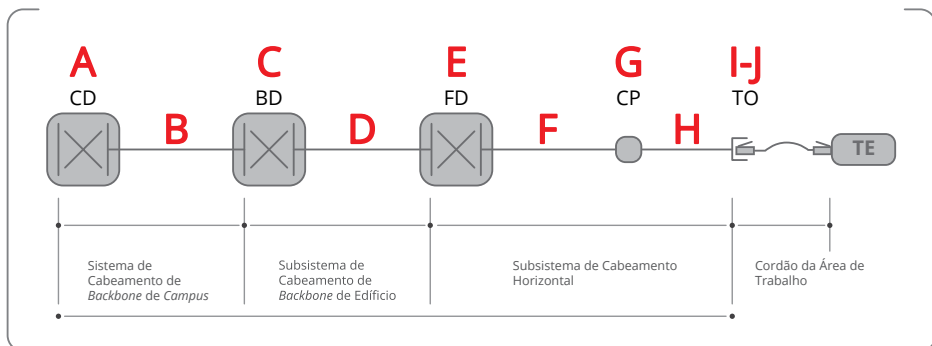 A C E G I-J
CD BD FD CP TO
B D F H
TE
Sistema de
Cabeamento de
Backbone de Campus
Subsistema de
Cabeamento de
Backbone de Edíficio
Subsistema de Cabeamento
Horizontal
Cordão da Área de
Trabalho